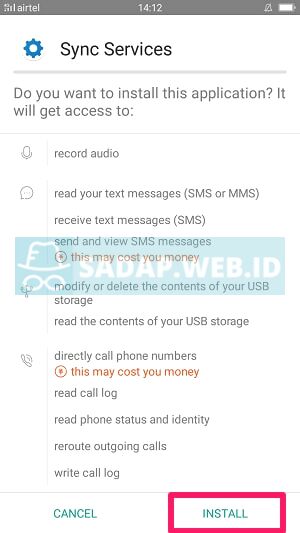 airtel
14:12
Sync Services
Do you want to install this application? It
will get access to:
record audio
read your text messages (SMS or MMS)
receive text messages (SMS)
send and view SMS messages
this may cost you money
SADAP.WEB.ID
modify or delete the contents of your USB
storage
read the contents of your USB storage
directly call phone numbers
this may cost you money
read call log
read phone status and identity
reroute outgoing calls
write call log
CANCEL
INSTALL